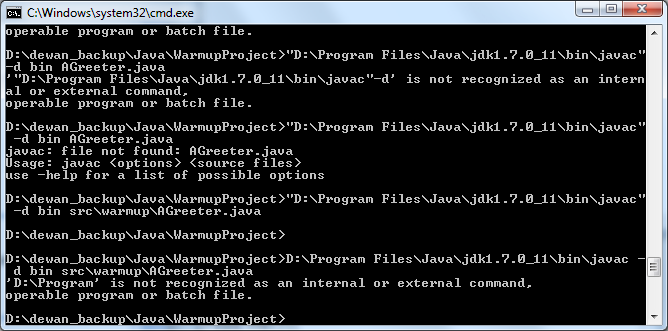 C:\Windows\system32\cmd.exe
operable program or batch file.
D:\dewan_backup\Java\WarmupProject>"D:\Program Files\Java\jdk1.7.0_11\bin\javac"
-d bin AGreeter.java
'"D:\Program Files\Java\jdk1.7.0_11\bin\javac"-d' is not recognized as an intern
al or external command,
operable program or batch file.
D:\dewan_backup\Java\WarmupProject>"D:\Program Files\Java\jdk1.7.0_11\bin\javac"
-d bin AGreeter.java
javac: file not found: AGreeter.java
Usage: javac <options> <source files>
use -help for a list of possible options
D:\dewan_backup\Java\WarmupProject>"D:\Program Files\Java\jdk1.7.0_11\bin\javac"
-d bin src\warmup\AGreeter.java
D:\dewan_backup\Java\WarmupProject>
D:\dewan_backup\Java\WarmupProject>D:\Program Files\Java\jdk1.7.0_11\bin\javac -
d bin src\warmup\AGreeter.java
'D:\Program' is not recognized as an internal or external command,
operable program or batch file.
D:\dewan_backup\Java\WarmupProject>